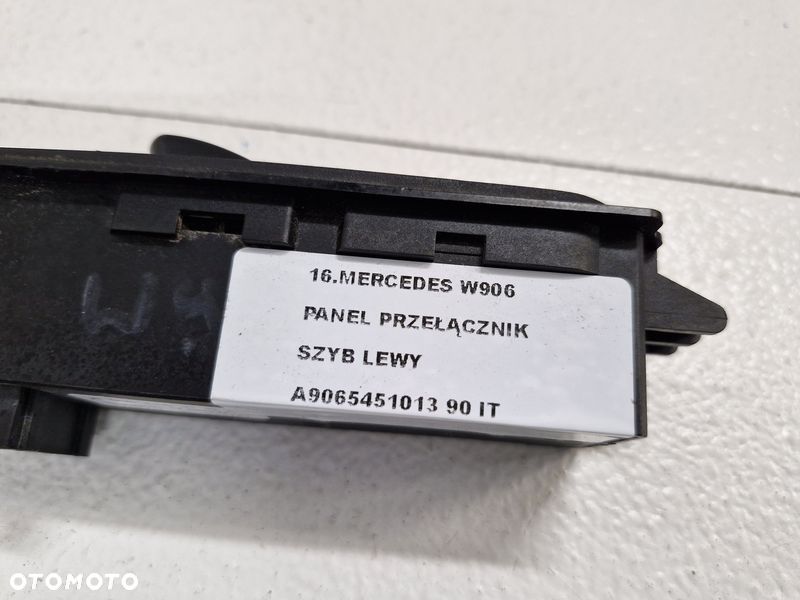 16.MERCEDES W906
PANEL PRZEŁĄCZNIK
SZYB LEWY
A9065451013 90 IT
OTOMOTO